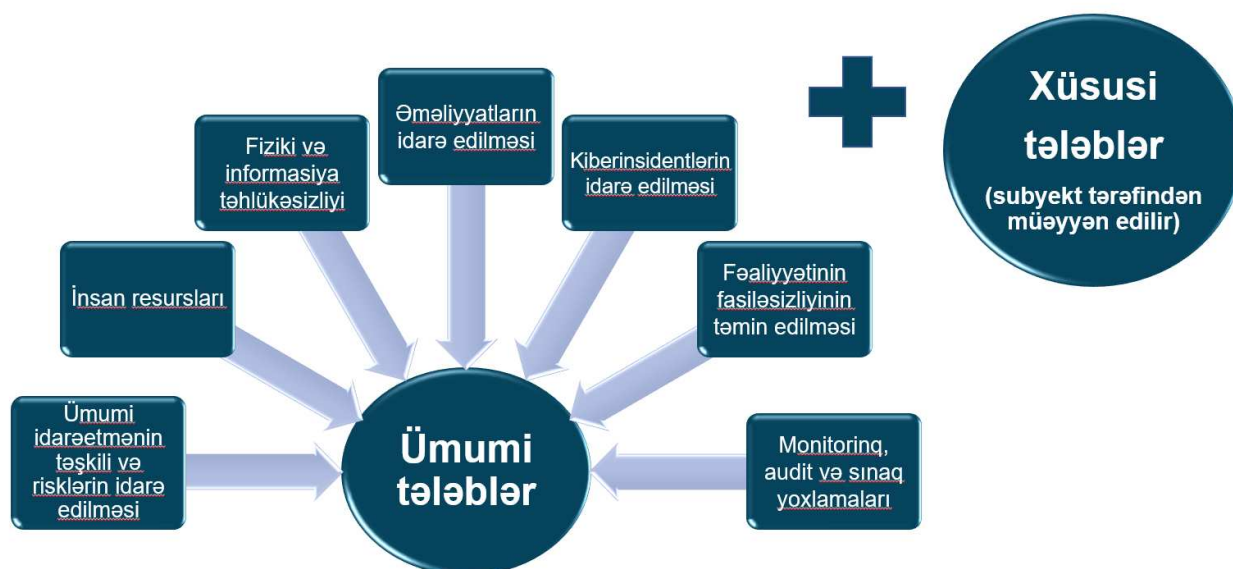 Ümumi
idarəetmənin
təşkili və
risklərin idarə
edilməsi
İnsan resursları
Fiziki və
informasiya
təhlükəsizliyi
Əməliyyatların
idarə edilməsi
Kiberinsidentlərin
idarə edilməsi
Fəaliyyətinin
fasiləsizliyinin
təmin edilməsi
Monitorinq,
audit və sınaq
yoxlamaları
Ümumi
tələblər
Xüsusi
tələblər
(subyekt tərəfindən
müəyyən edilir)